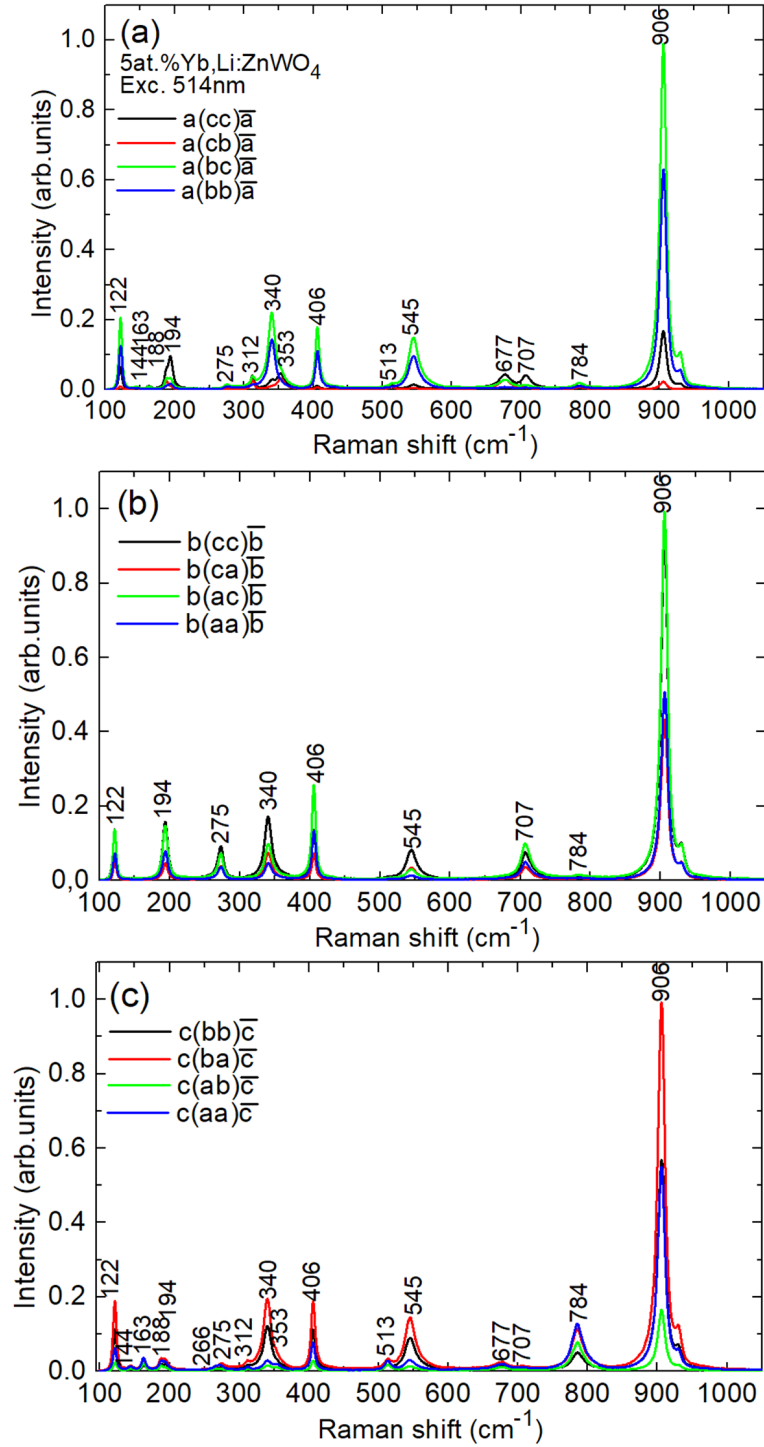 (a)
5at.%Yb,Li:ZnWO₄
Exc. 514nm
a(cc)a̅
a(cb)a̅
a(bc)a̅
a(bb)a̅
122
144
163
188
194
275
312
340
353
406
513
545
677
707
784
906
1.0
0.8
0.6
0.4
0.2
0.0
100 200 300 400 500 600 700 800 900 1000
Intensity (arb.units)
Raman shift (cm⁻¹)
(b)
b(cc)b̅
b(ca)b̅
b(ac)b̅
b(aa)b̅
122
194
275
340
406
545
707
784
906
1.0
0.8
0.6
0.4
0.2
0.0
100 200 300 400 500 600 700 800 900 1000
Intensity (arb.units)
Raman shift (cm⁻¹)
(c)
c(bb)c̅
c(ba)c̅
c(ab)c̅
c(aa)c̅
122
144
163
188
194
266
275
312
340
353
406
513
545
677
707
784
906
1.0
0.8
0.6
0.4
0.2
0.0
100 200 300 400 500 600 700 800 900 1000
Intensity (arb.units)
Raman shift (cm⁻¹)